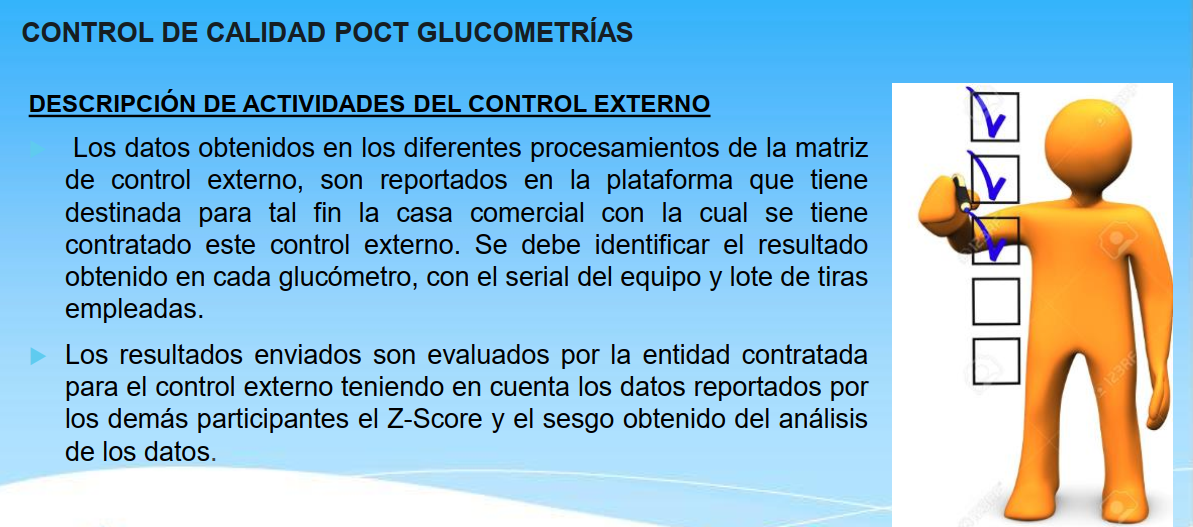 CONTROL DE CALIDAD POCT GLUCOMETRÍAS
DESCRIPCIÓN DE ACTIVIDADES DEL CONTROL EXTERNO
Los datos obtenidos en los diferentes procesamientos de la matriz
de control externo, son reportados en la plataforma que tiene
destinada para tal fin la casa comercial con la cual se tiene
contratado este control externo. Se debe identificar el resultado
obtenido en cada glucómetro, con el serial del equipo y lote de tiras
empleadas.
Los resultados enviados son evaluados por la entidad contratada
para el control externo teniendo en cuenta los datos reportados por
los demás participantes el Z-Score y el sesgo obtenido del análisis
de los datos.